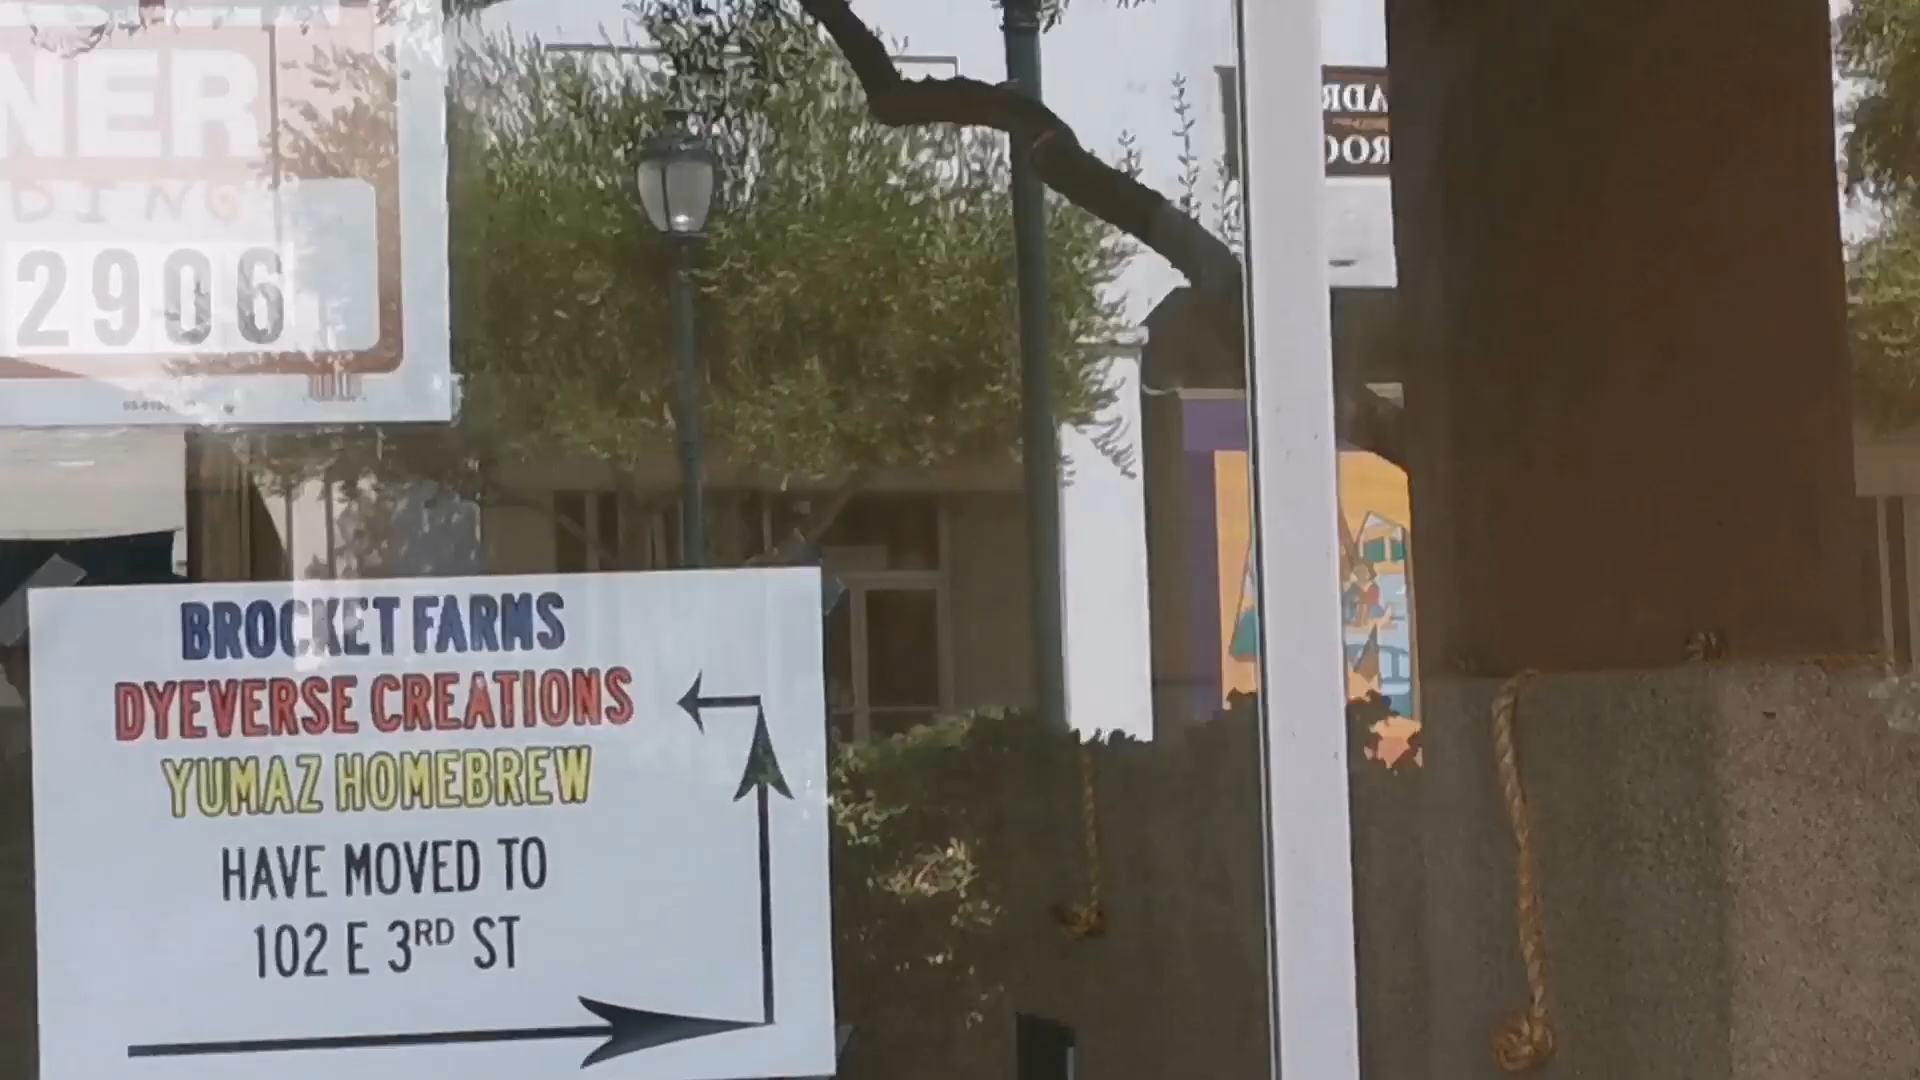 NER
2906
BROCKET FARMS
DYEVERSE CREATIONS
YUMAZ HOMEBREW
HAVE MOVED TO
102 E 3RD ST